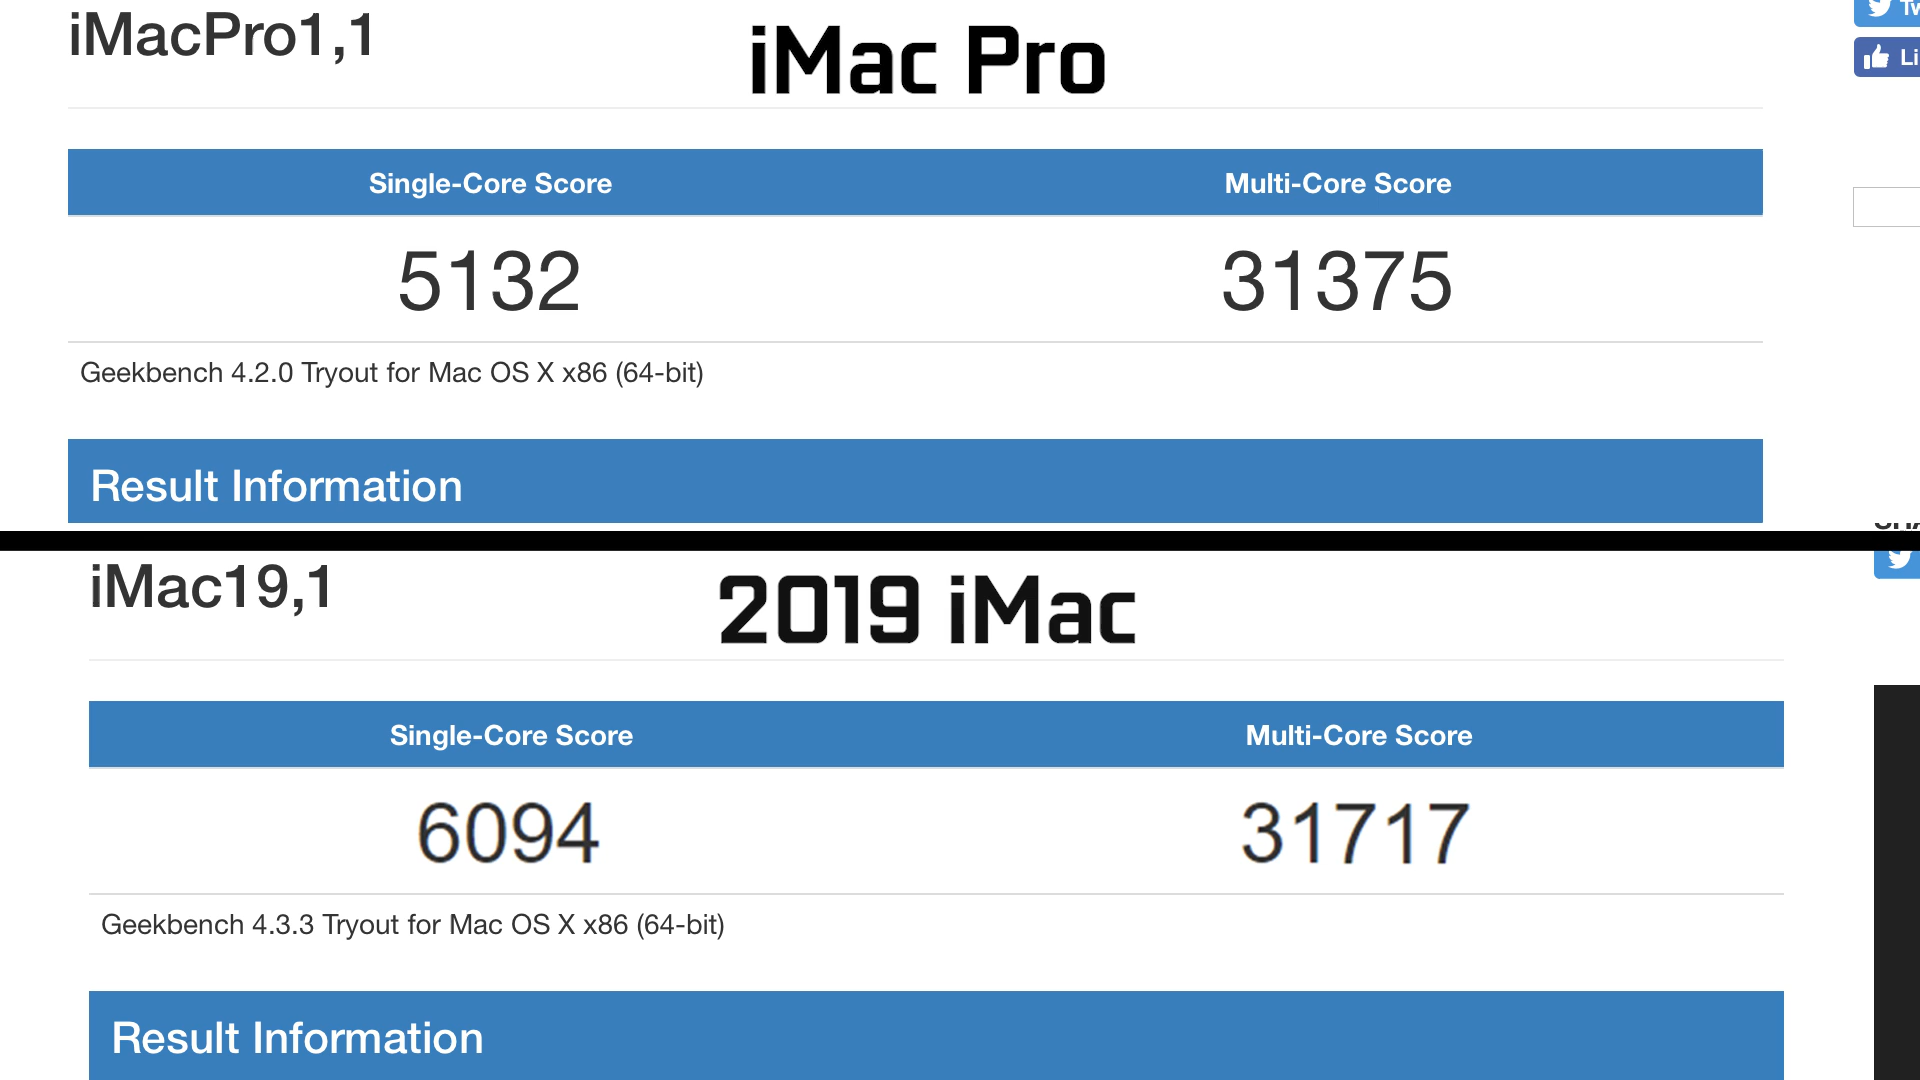 iMacPro1,1
iMac Pro
Single-Core Score
Multi-Core Score
5132
31375
Geekbench 4.2.0 Tryout for Mac OS X x86 (64-bit)
Result Information
iMac19,1
2019 iMac
Single-Core Score
Multi-Core Score
6094
31717
Geekbench 4.3.3 Tryout for Mac OS X x86 (64-bit)
Result Information